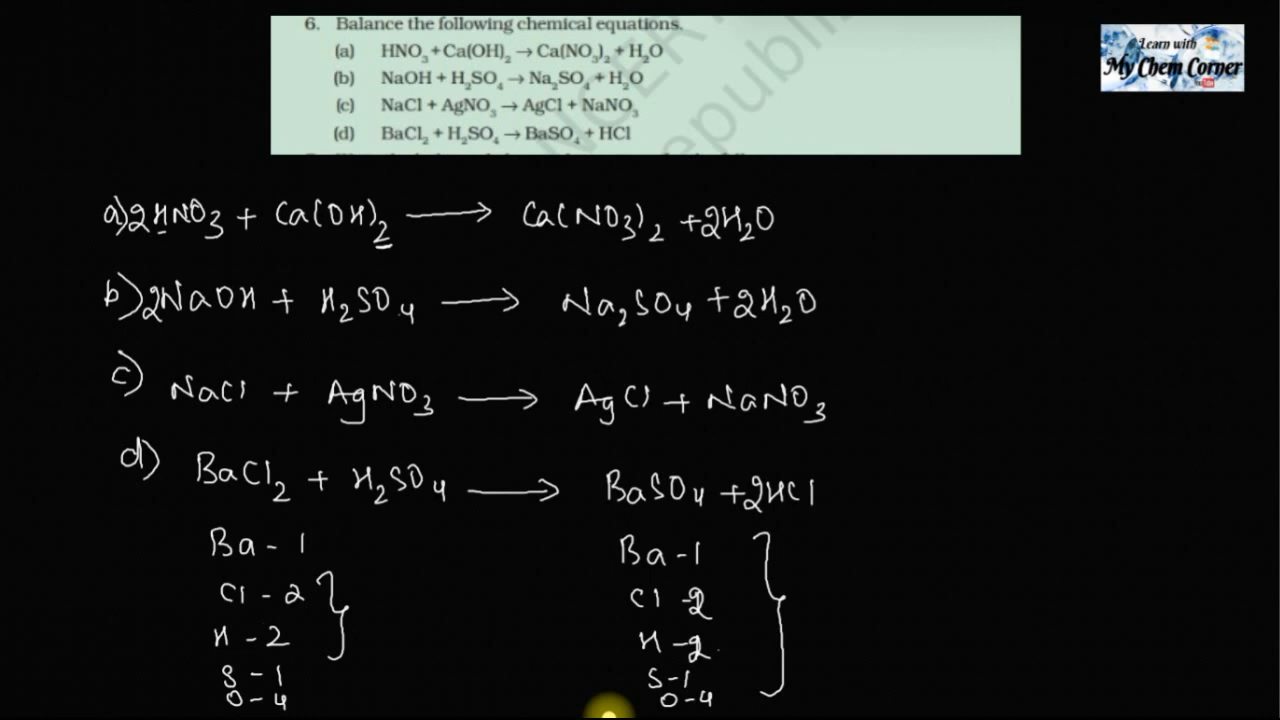 6. Balance the following chemical equations.
(a) HNO₃ + Ca(OH)₂ → Ca(NO₃)₂ + H₂O
(b) NaOH + H₂SO₄ → Na₂SO₄ + H₂O
(c) NaCl + AgNO₃ → AgCl + NaNO₃
(d) BaCl₂ + H₂SO₄ → BaSO₄ + HCl
Learn with
My Chem Corner
a) 2HNO₃ + Ca(OH)₂ ⟶ Ca(NO₃)₂ + 2H₂O
b) 2NaOH + H₂SO₄ ⟶ Na₂SO₄ + 2H₂O
c) NaCl + AgNO₃ ⟶ AgCl + NaNO₃
d) BaCl₂ + H₂SO₄ ⟶ BaSO₄ + 2HCl
Ba - 1
Cl - 2
H - 2
S - 1
O - 4
Ba - 1
Cl - 2
H - 2
S - 1
O - 4